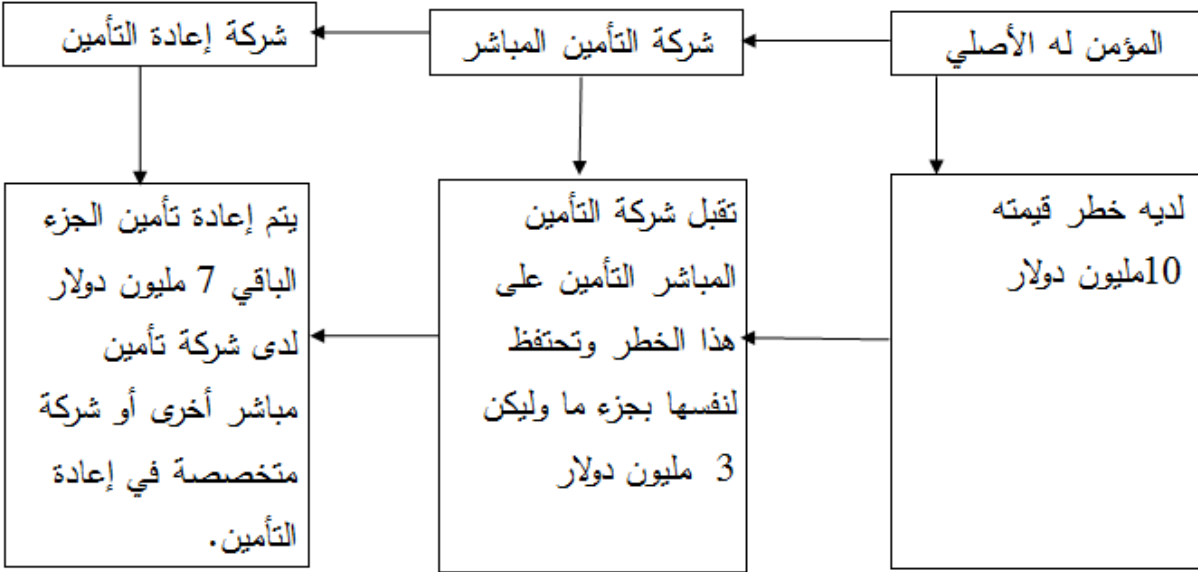 المؤمن له الأصلي
شركة التأمين المباشر
شركة إعادة التأمين
لديه خطر قيمته
10مليون دولار
تقبل شركة التأمين
المباشر التأمين على
هذا الخطر وتحتفظ
لنفسها بجزء ما وليكن
3 مليون دولار
يتم إعادة تأمين الجزء
الباقي 7 مليون دولار
لدى شركة تأمين
مباشر أخرى أو شركة
متخصصة في إعادة
التأمين.